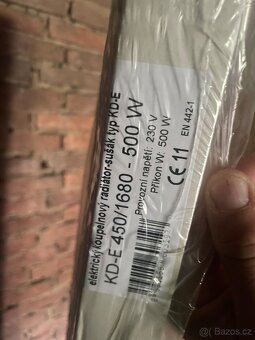 elektrický koupelnový radiátor-sušák typ KD-E
KD-E 450/1680 - 500 W
Provozní napětí: 230 V
Příkon W: 500 W
CE 11
EN 442-1
Bazos.cz